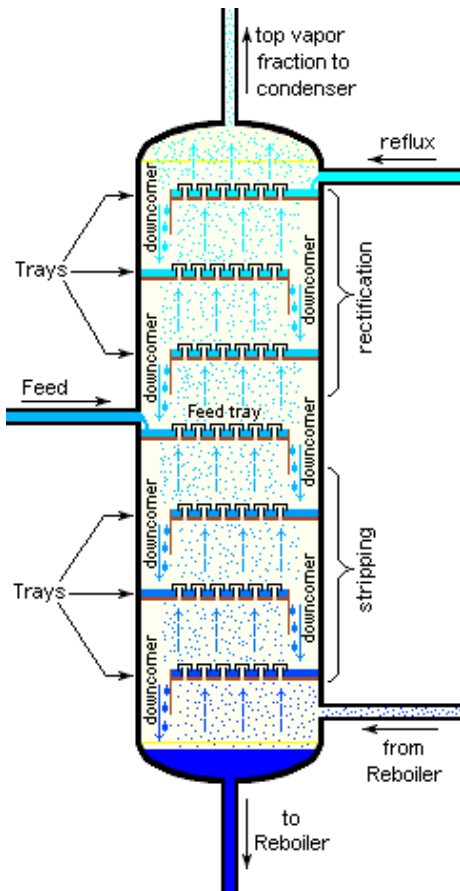 top vapor
fraction to
condenser
reflux
downcomer
Trays
downcomer
rectification
downcomer
Feed
Feed tray
downcomer
downcomer
Trays
stripping
downcomer
downcomer
from
Reboiler
to
Reboiler